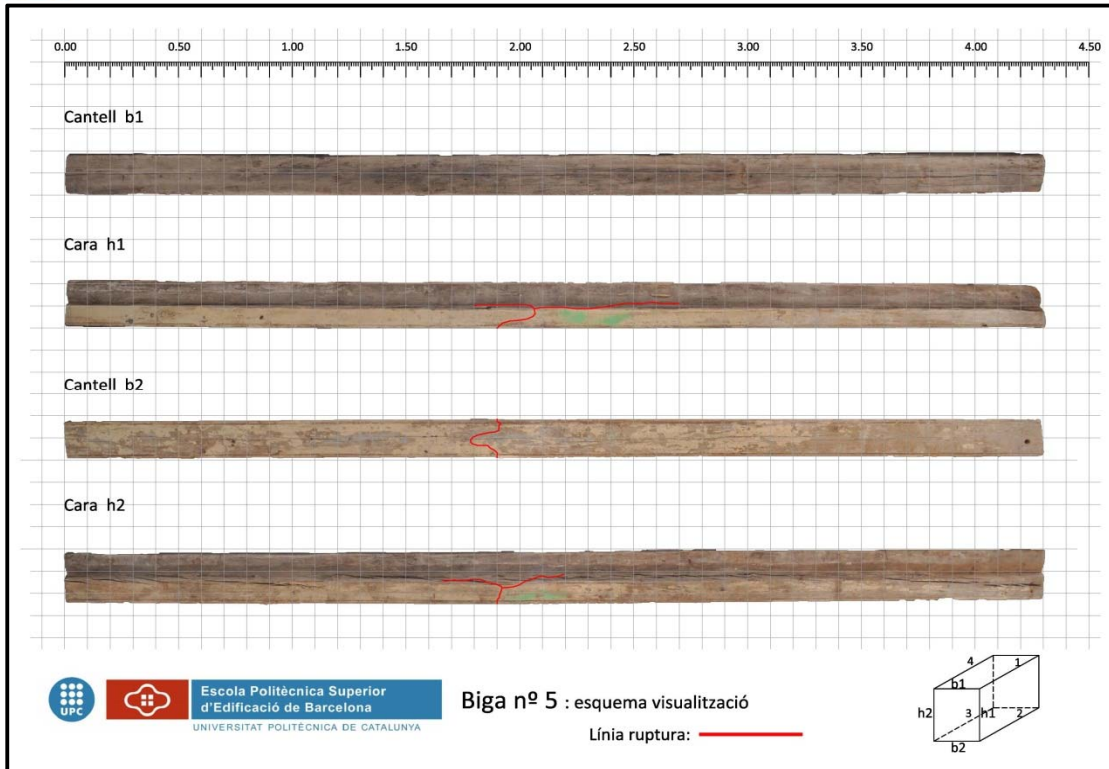 0.00 0.50 1.00 1.50 2.00 2.50 3.00 3.50 4.00 4.50
Cantell b1
Cara h1
Cantell b2
Cara h2
UPC
Escola Politècnica Superior
d'Edificació de Barcelona
UNIVERSITAT POLITÈCNICA DE CATALUNYA
Biga nº 5 : esquema visualització
Línia ruptura:
4 1
b1
h2 3 h1 2
b2